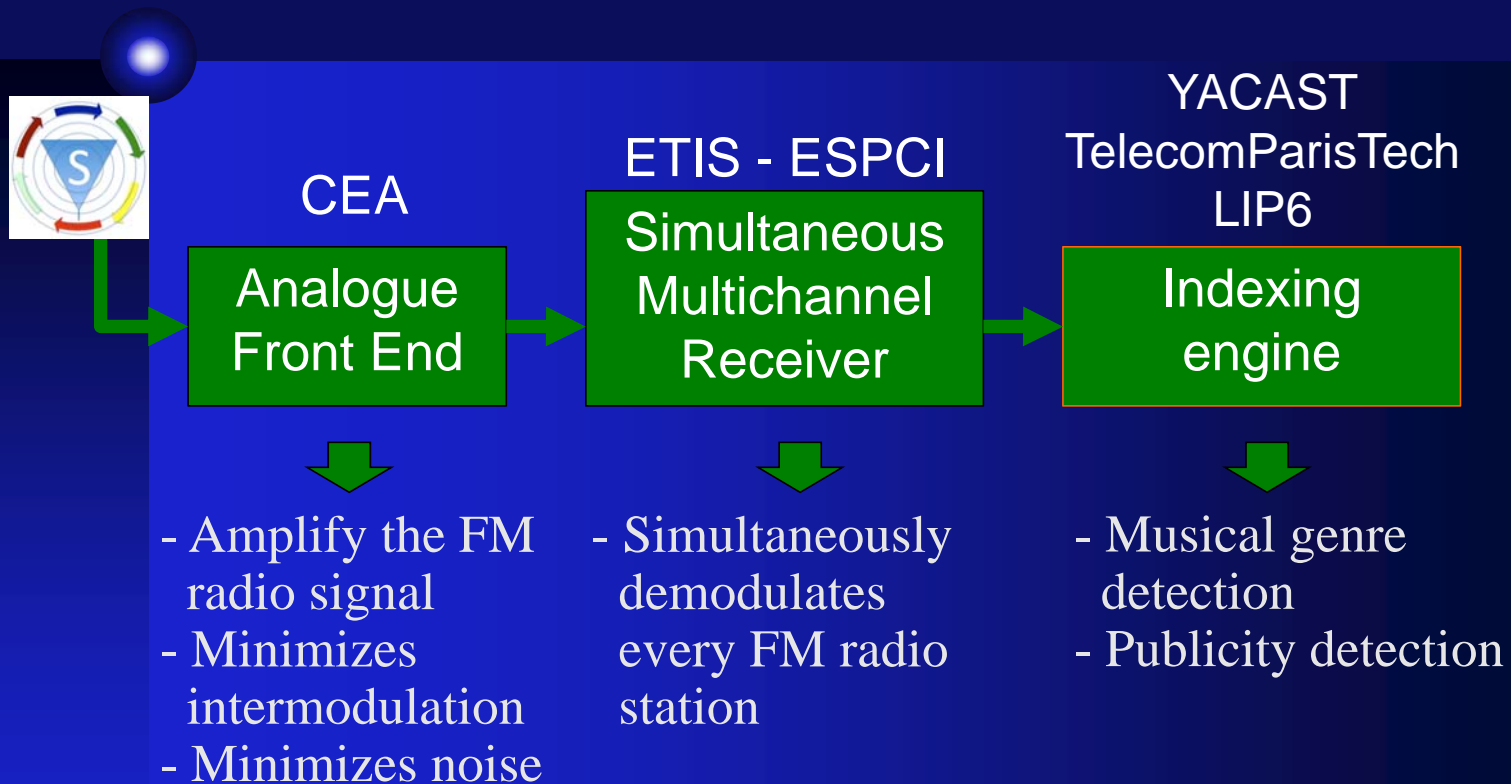 S
CEA
Analogue
Front End
- Amplify the FM
radio signal
- Minimizes
intermodulation
- Minimizes noise
ETIS - ESPCI
Simultaneous
Multichannel
Receiver
- Simultaneously
demodulates
every FM radio
station
YACAST
TelecomParisTech
LIP6
Indexing
engine
- Musical genre
detection
- Publicity detection